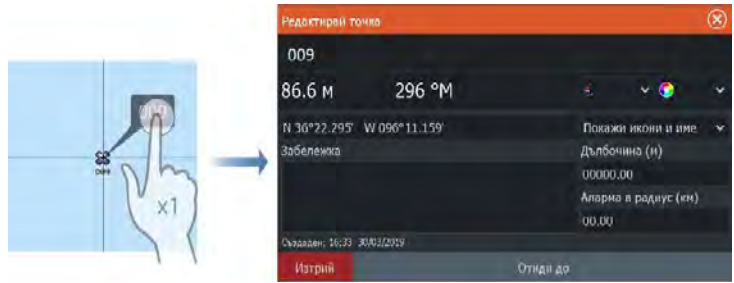 009
x1
Редактирай точка
009
86.6 м 296 °M
N 36°22.295' W 096°11.159' Покажи икони и име
Забележка Дълбочина (м)
00000.00
Аларма в радиус (км)
00.00
Създаден: 16:33 30/03/2019
Изтрий Отиди до